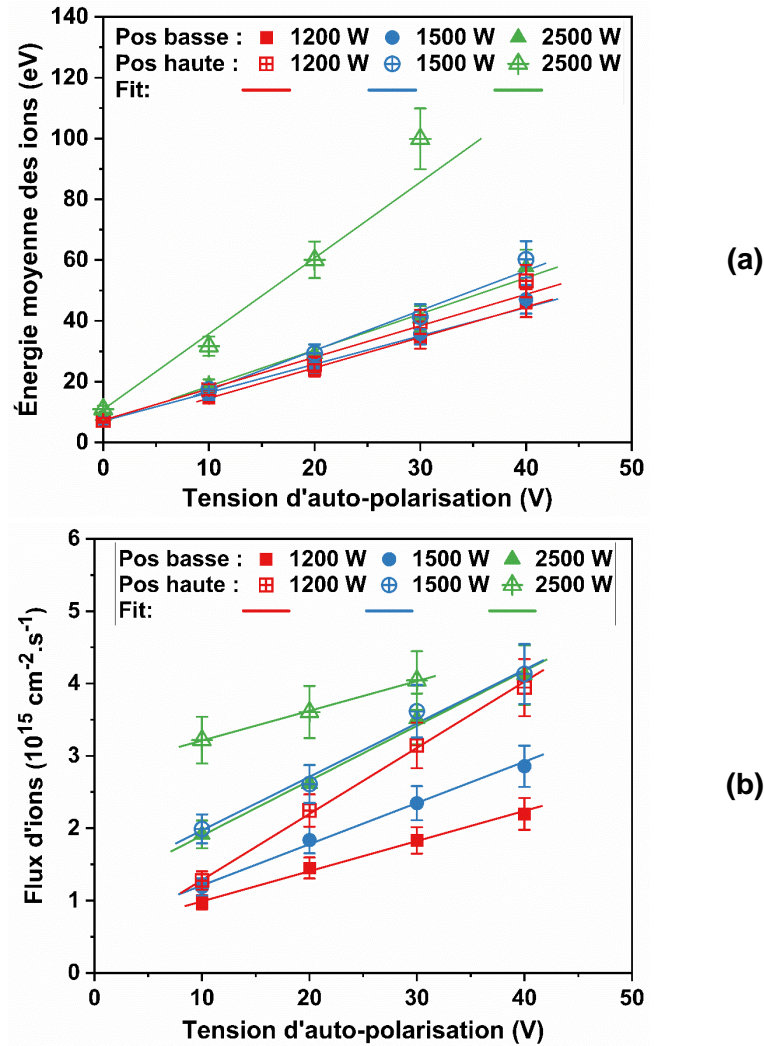 140
120
100
80
60
40
20
0
Énergie moyenne des ions (eV)
Pos basse : 1200 W 1500 W 2500 W
Pos haute : 1200 W 1500 W 2500 W
Fit:
0 10 20 30 40 50
Tension d'auto-polarisation (V)
(a)
6
5
4
3
2
1
0
Flux d'ions (10¹⁵ cm⁻².s⁻¹)
Pos basse : 1200 W 1500 W 2500 W
Pos haute : 1200 W 1500 W 2500 W
Fit:
0 10 20 30 40 50
Tension d'auto-polarisation (V)
(b)